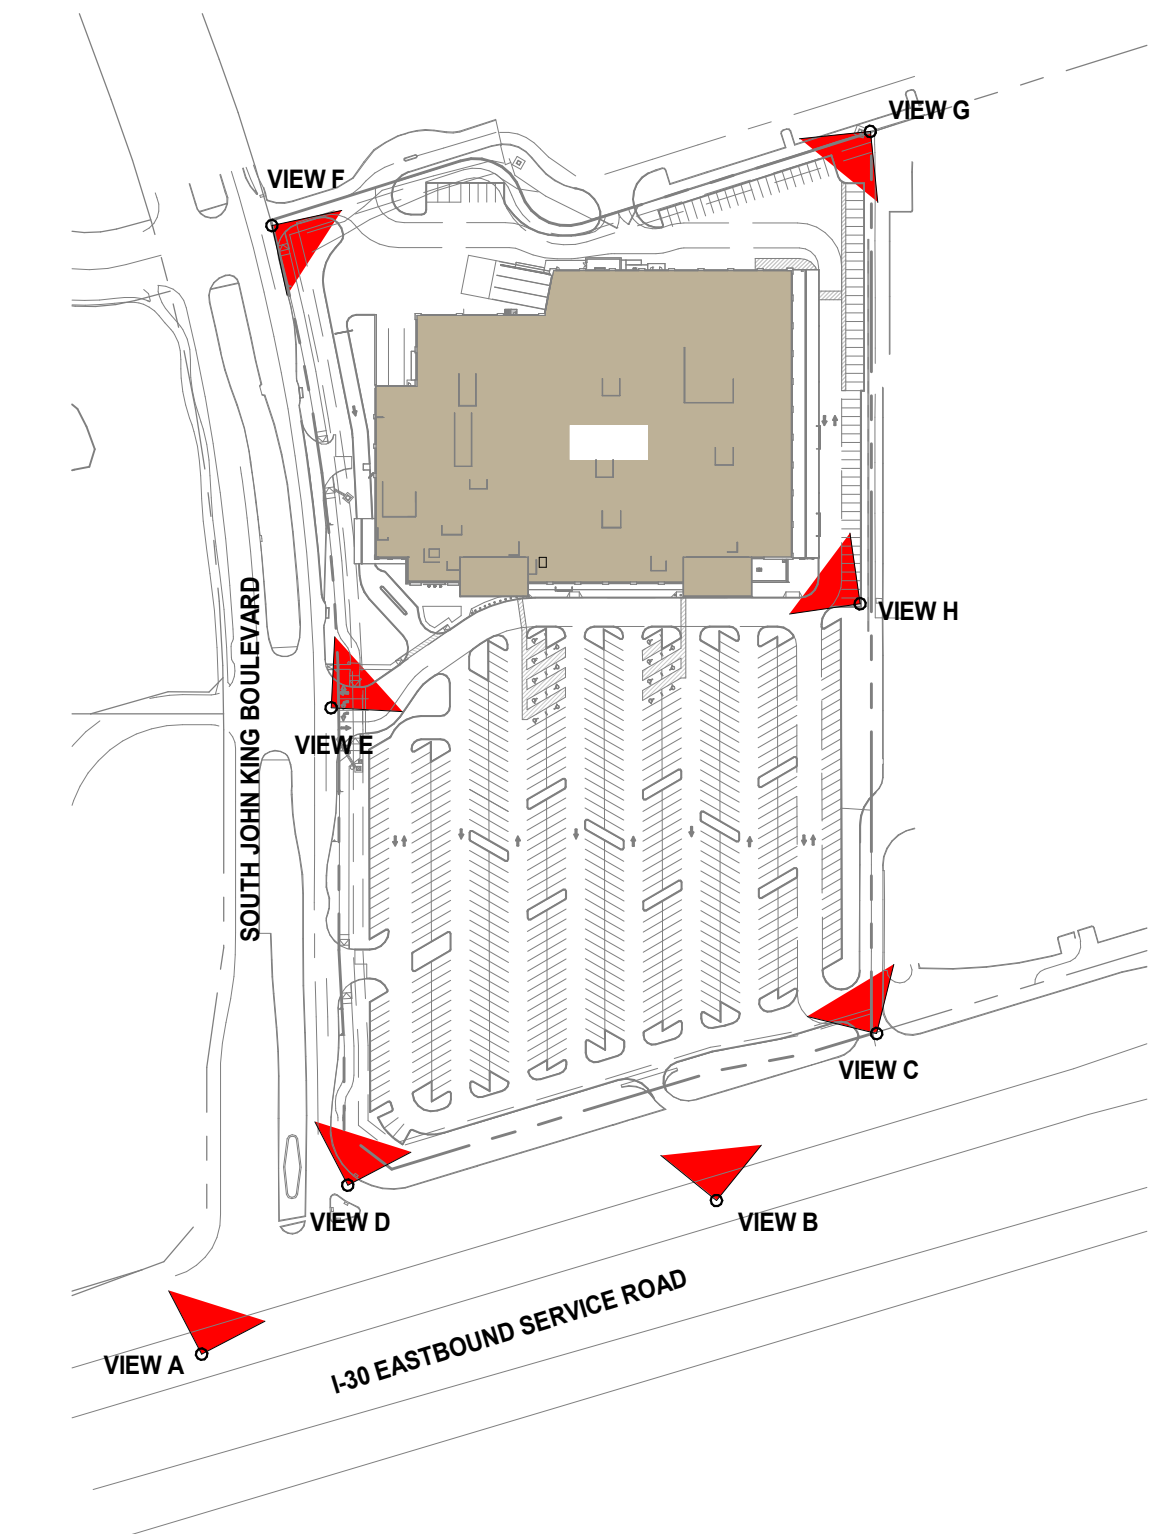 VIEW G
VIEW F
VIEW H
SOUTH JOHN KING BOULEVARD
VIEW E
VIEW C
VIEW D
VIEW B
I-30 EASTBOUND SERVICE ROAD
VIEW A